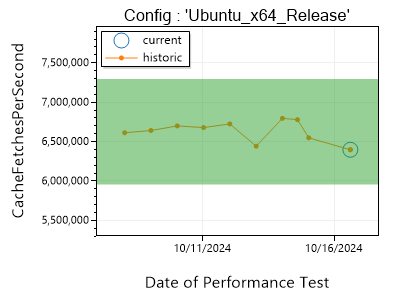 Config : 'Ubuntu_x64_Release'
current
historic
CacheFetchesPerSecond
7,500,000
7,000,000
6,500,000
6,000,000
5,500,000
10/11/2024
10/16/2024
Date of Performance Test